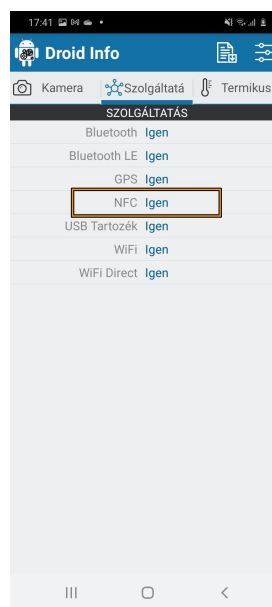 17:41
Droid Info
Kamera Szolgáltatá Termikus
SZOLGÁLTATÁS
Bluetooth Igen
Bluetooth LE Igen
GPS Igen
NFC Igen
USB Tartozék Igen
WiFi Igen
WiFi Direct Igen